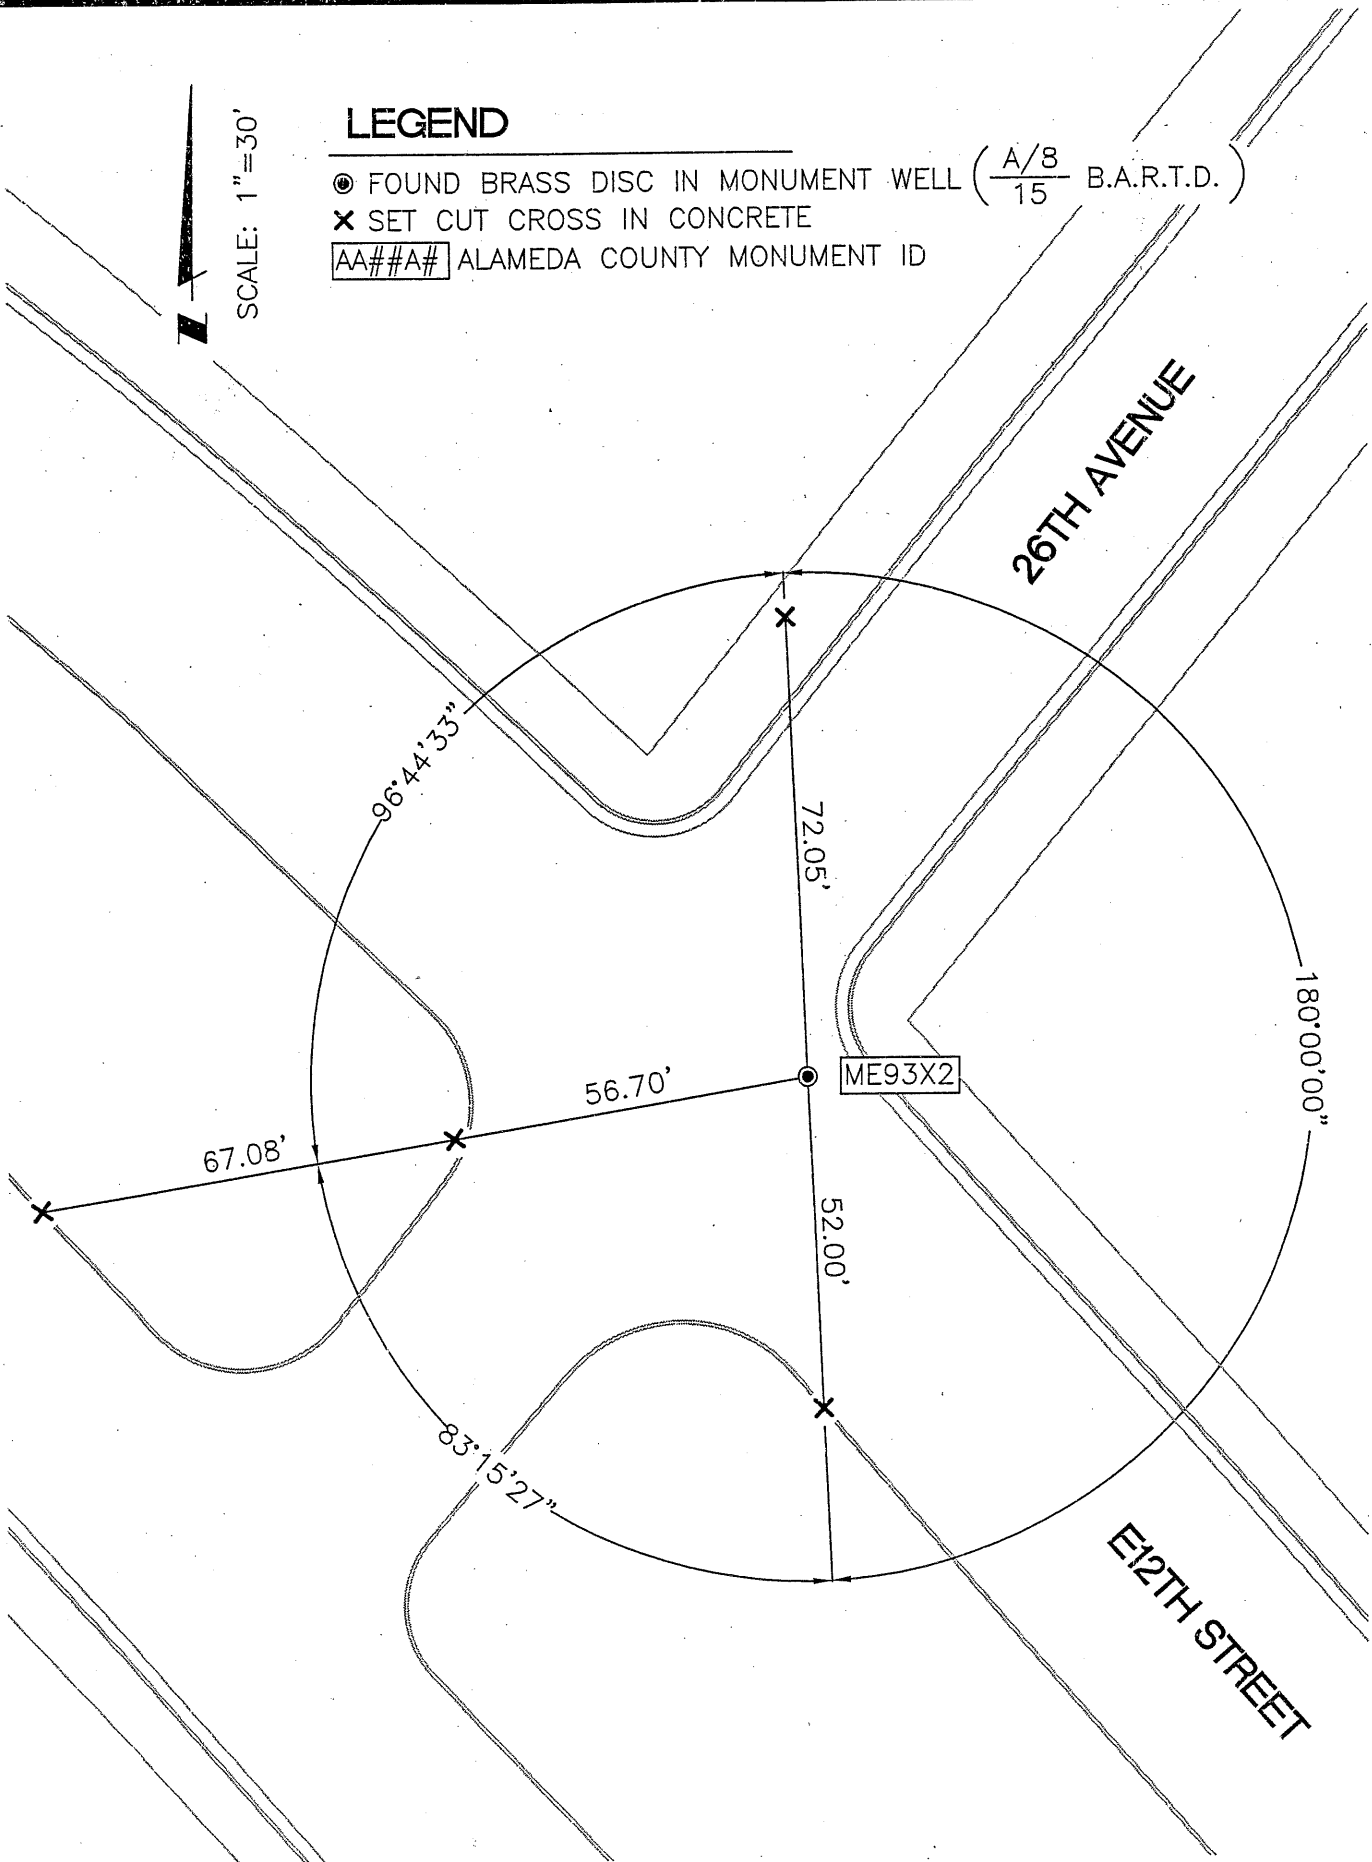 LEGEND
FOUND BRASS DISC IN MONUMENT WELL (A/8 / 15 B.A.R.T.D.)
SET CUT CROSS IN CONCRETE
AA##A# ALAMEDA COUNTY MONUMENT ID
SCALE: 1"=30'
N
26TH AVENUE
96°44'33"
72.05'
180°00'00"
ME93X2
56.70'
67.08'
52.00'
83°15'27"
E12TH STREET